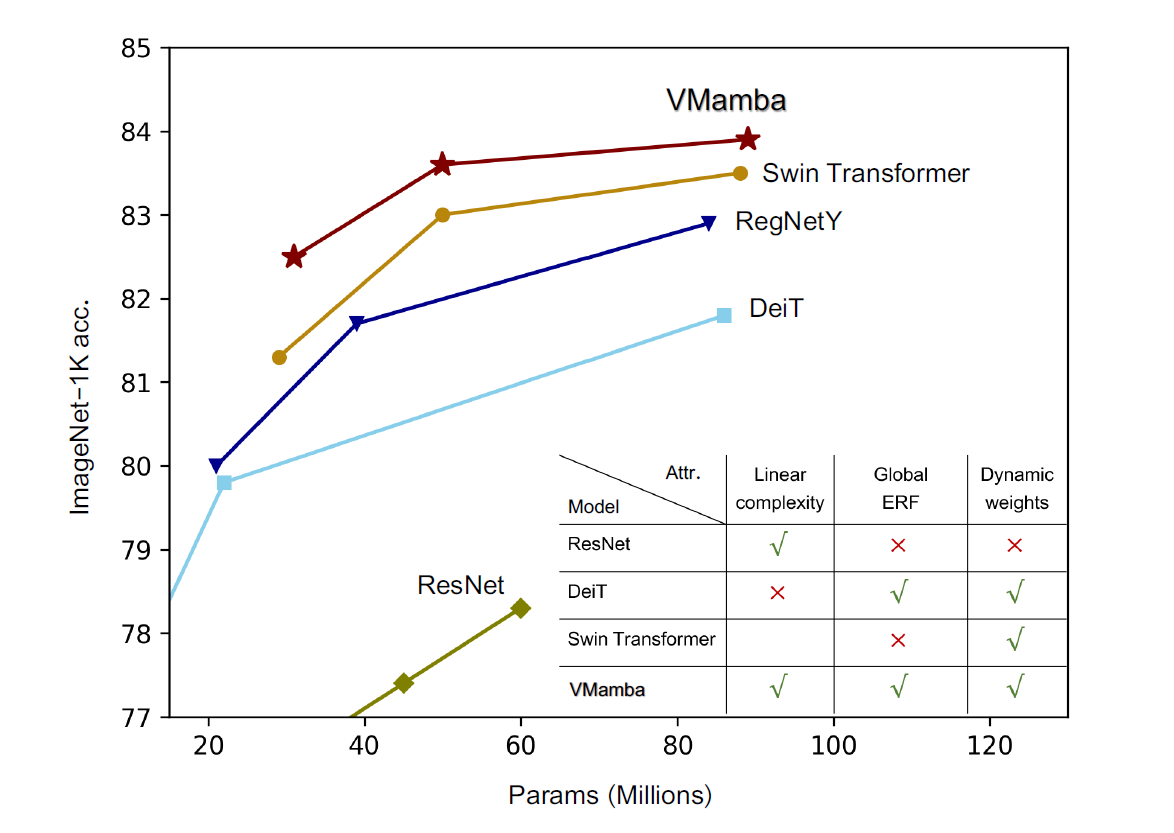 85
84
83
82
81
80
79
78
77
ImageNet-1K acc.
VMamba
Swin Transformer
RegNetY
DeiT
ResNet
Attr. Linear Global Dynamic
Model complexity ERF weights
ResNet √ × ×
DeiT × √ √
Swin Transformer × √
VMamba √ √ √
20 40 60 80 100 120
Params (Millions)